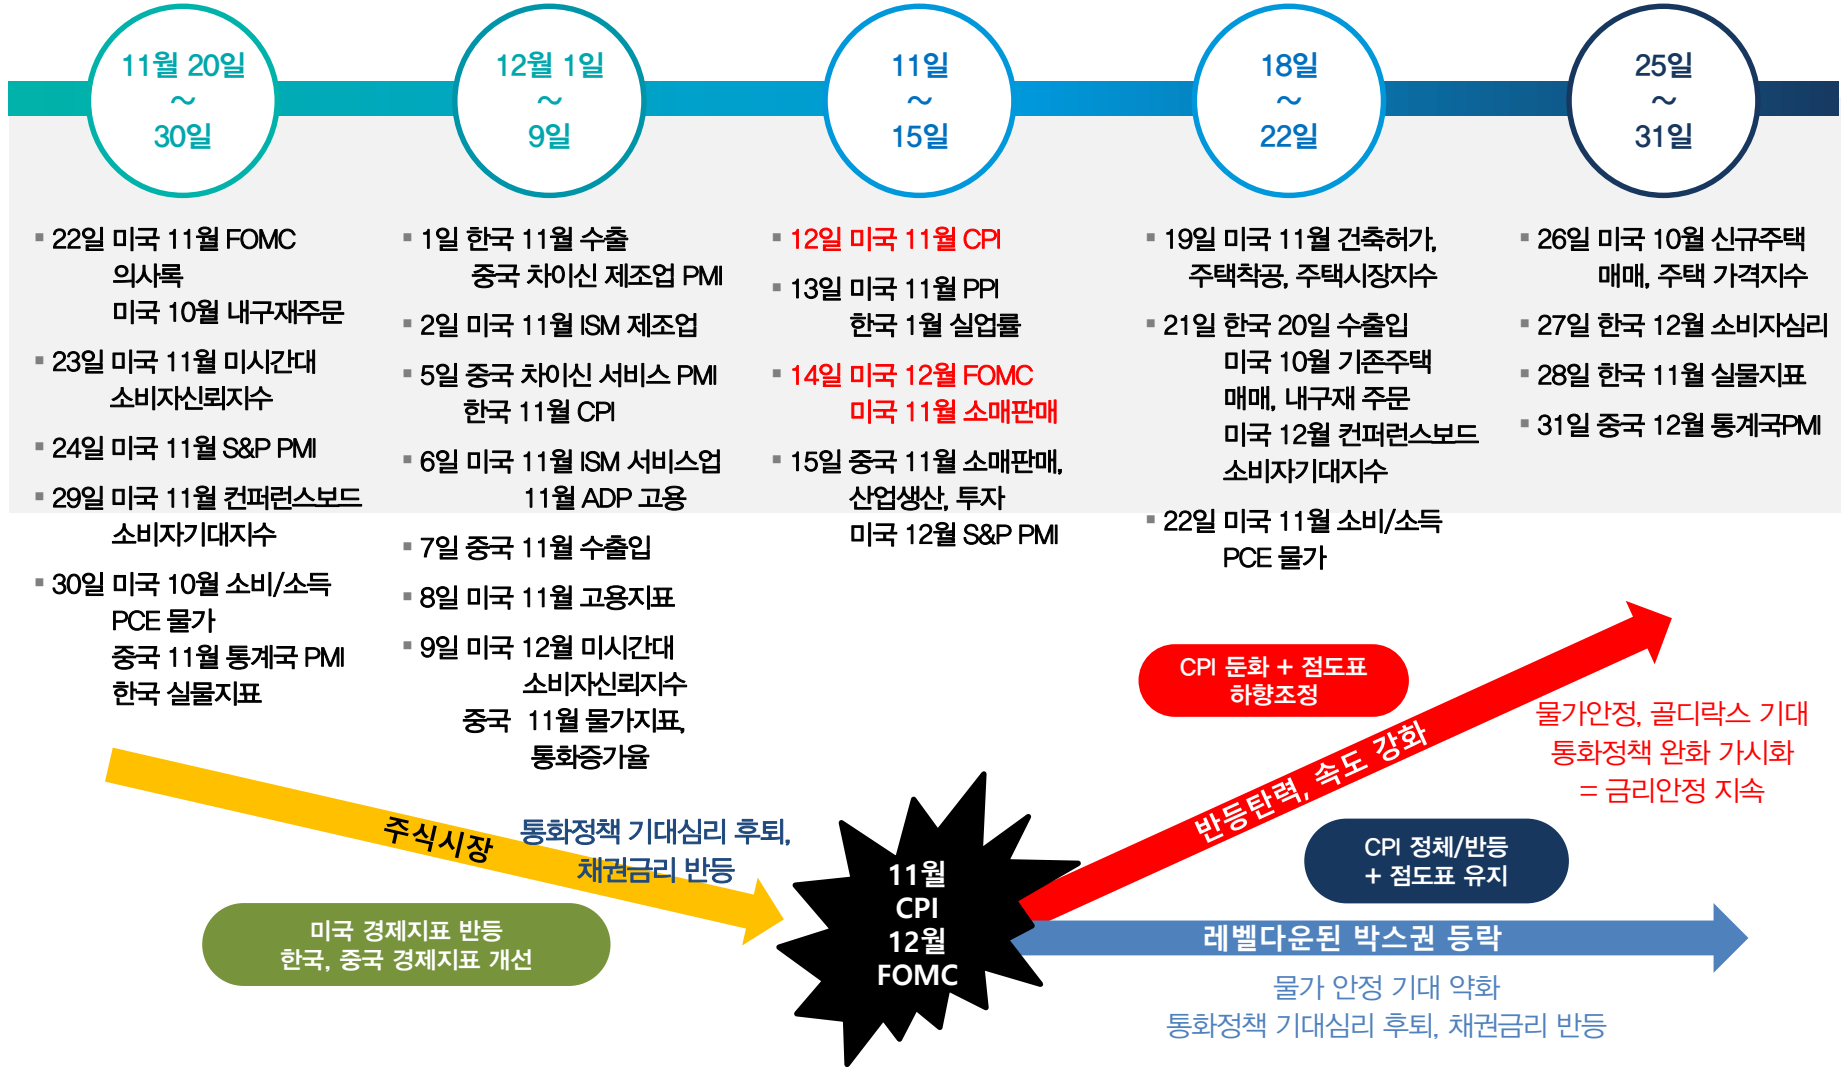 11월 20일
~
30일
12월 1일
~
9일
11일
~
15일
18일
~
22일
25일
~
31일
▪ 22일 미국 11월 FOMC
의사록
미국 10월 내구재주문
▪ 23일 미국 11월 미시간대
소비자신뢰지수
▪ 24일 미국 11월 S&P PMI
▪ 29일 미국 11월 컨퍼런스보드
소비자기대지수
▪ 30일 미국 10월 소비/소득
PCE 물가
중국 11월 통계국 PMI
한국 실물지표
▪ 1일 한국 11월 수출
중국 차이신 제조업 PMI
▪ 2일 미국 11월 ISM 제조업
▪ 5일 중국 차이신 서비스 PMI
한국 11월 CPI
▪ 6일 미국 11월 ISM 서비스업
11월 ADP 고용
▪ 7일 중국 11월 수출입
▪ 8일 미국 11월 고용지표
▪ 9일 미국 12월 미시간대
소비자신뢰지수
중국 11월 물가지표,
통화증가율
▪ 12일 미국 11월 CPI
▪ 13일 미국 11월 PPI
한국 1월 실업률
▪ 14일 미국 12월 FOMC
미국 11월 소매판매
▪ 15일 중국 11월 소매판매,
산업생산, 투자
미국 12월 S&P PMI
▪ 19일 미국 11월 건축허가,
주택착공, 주택시장지수
▪ 21일 한국 20일 수출입
미국 10월 기존주택
매매, 내구재 주문
미국 12월 컨퍼런스보드
소비자기대지수
▪ 22일 미국 11월 소비/소득
PCE 물가
▪ 26일 미국 10월 신규주택
매매, 주택 가격지수
▪ 27일 한국 12월 소비자심리
▪ 28일 한국 11월 실물지표
▪ 31일 중국 12월 통계국PMI
주식시장
통화정책 기대심리 후퇴,
채권금리 반등
미국 경제지표 반등
한국, 중국 경제지표 개선
11월
CPI
12월
FOMC
CPI 둔화 + 점도표
하향조정
반등탄력, 속도 강화
물가안정, 골디락스 기대
통화정책 완화 가시화
= 금리안정 지속
CPI 정체/반등
+ 점도표 유지
레벨다운된 박스권 등락
물가 안정 기대 약화
통화정책 기대심리 후퇴, 채권금리 반등